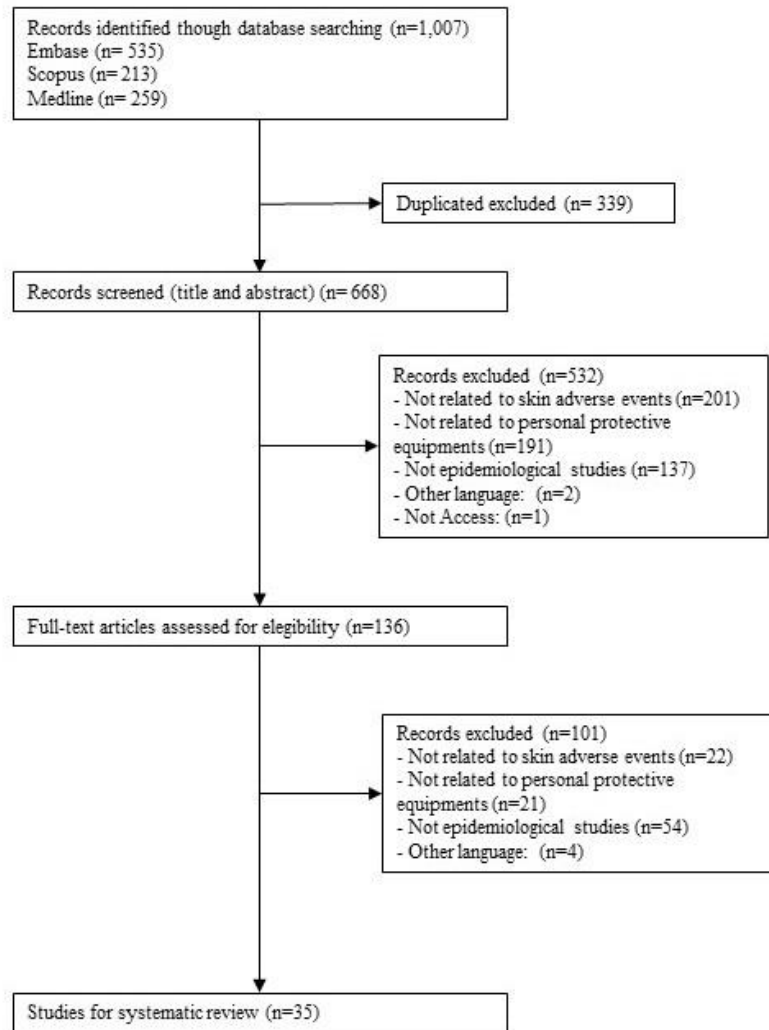 Records identified though database searching (n=1,007)
Embase (n= 535)
Scopus (n= 213)
Medline (n= 259)
Duplicated excluded (n= 339)
Records screened (title and abstract) (n= 668)
Records excluded (n=532)
- Not related to skin adverse events (n=201)
- Not related to personal protective
equipments (n=191)
- Not epidemiological studies (n=137)
- Other language: (n=2)
- Not Access: (n=1)
Full-text articles assessed for elegibility (n=136)
Records excluded (n=101)
- Not related to skin adverse events (n=22)
- Not related to personal protective
equipments (n=21)
- Not epidemiological studies (n=54)
- Other language: (n=4)
Studies for systematic review (n=35)